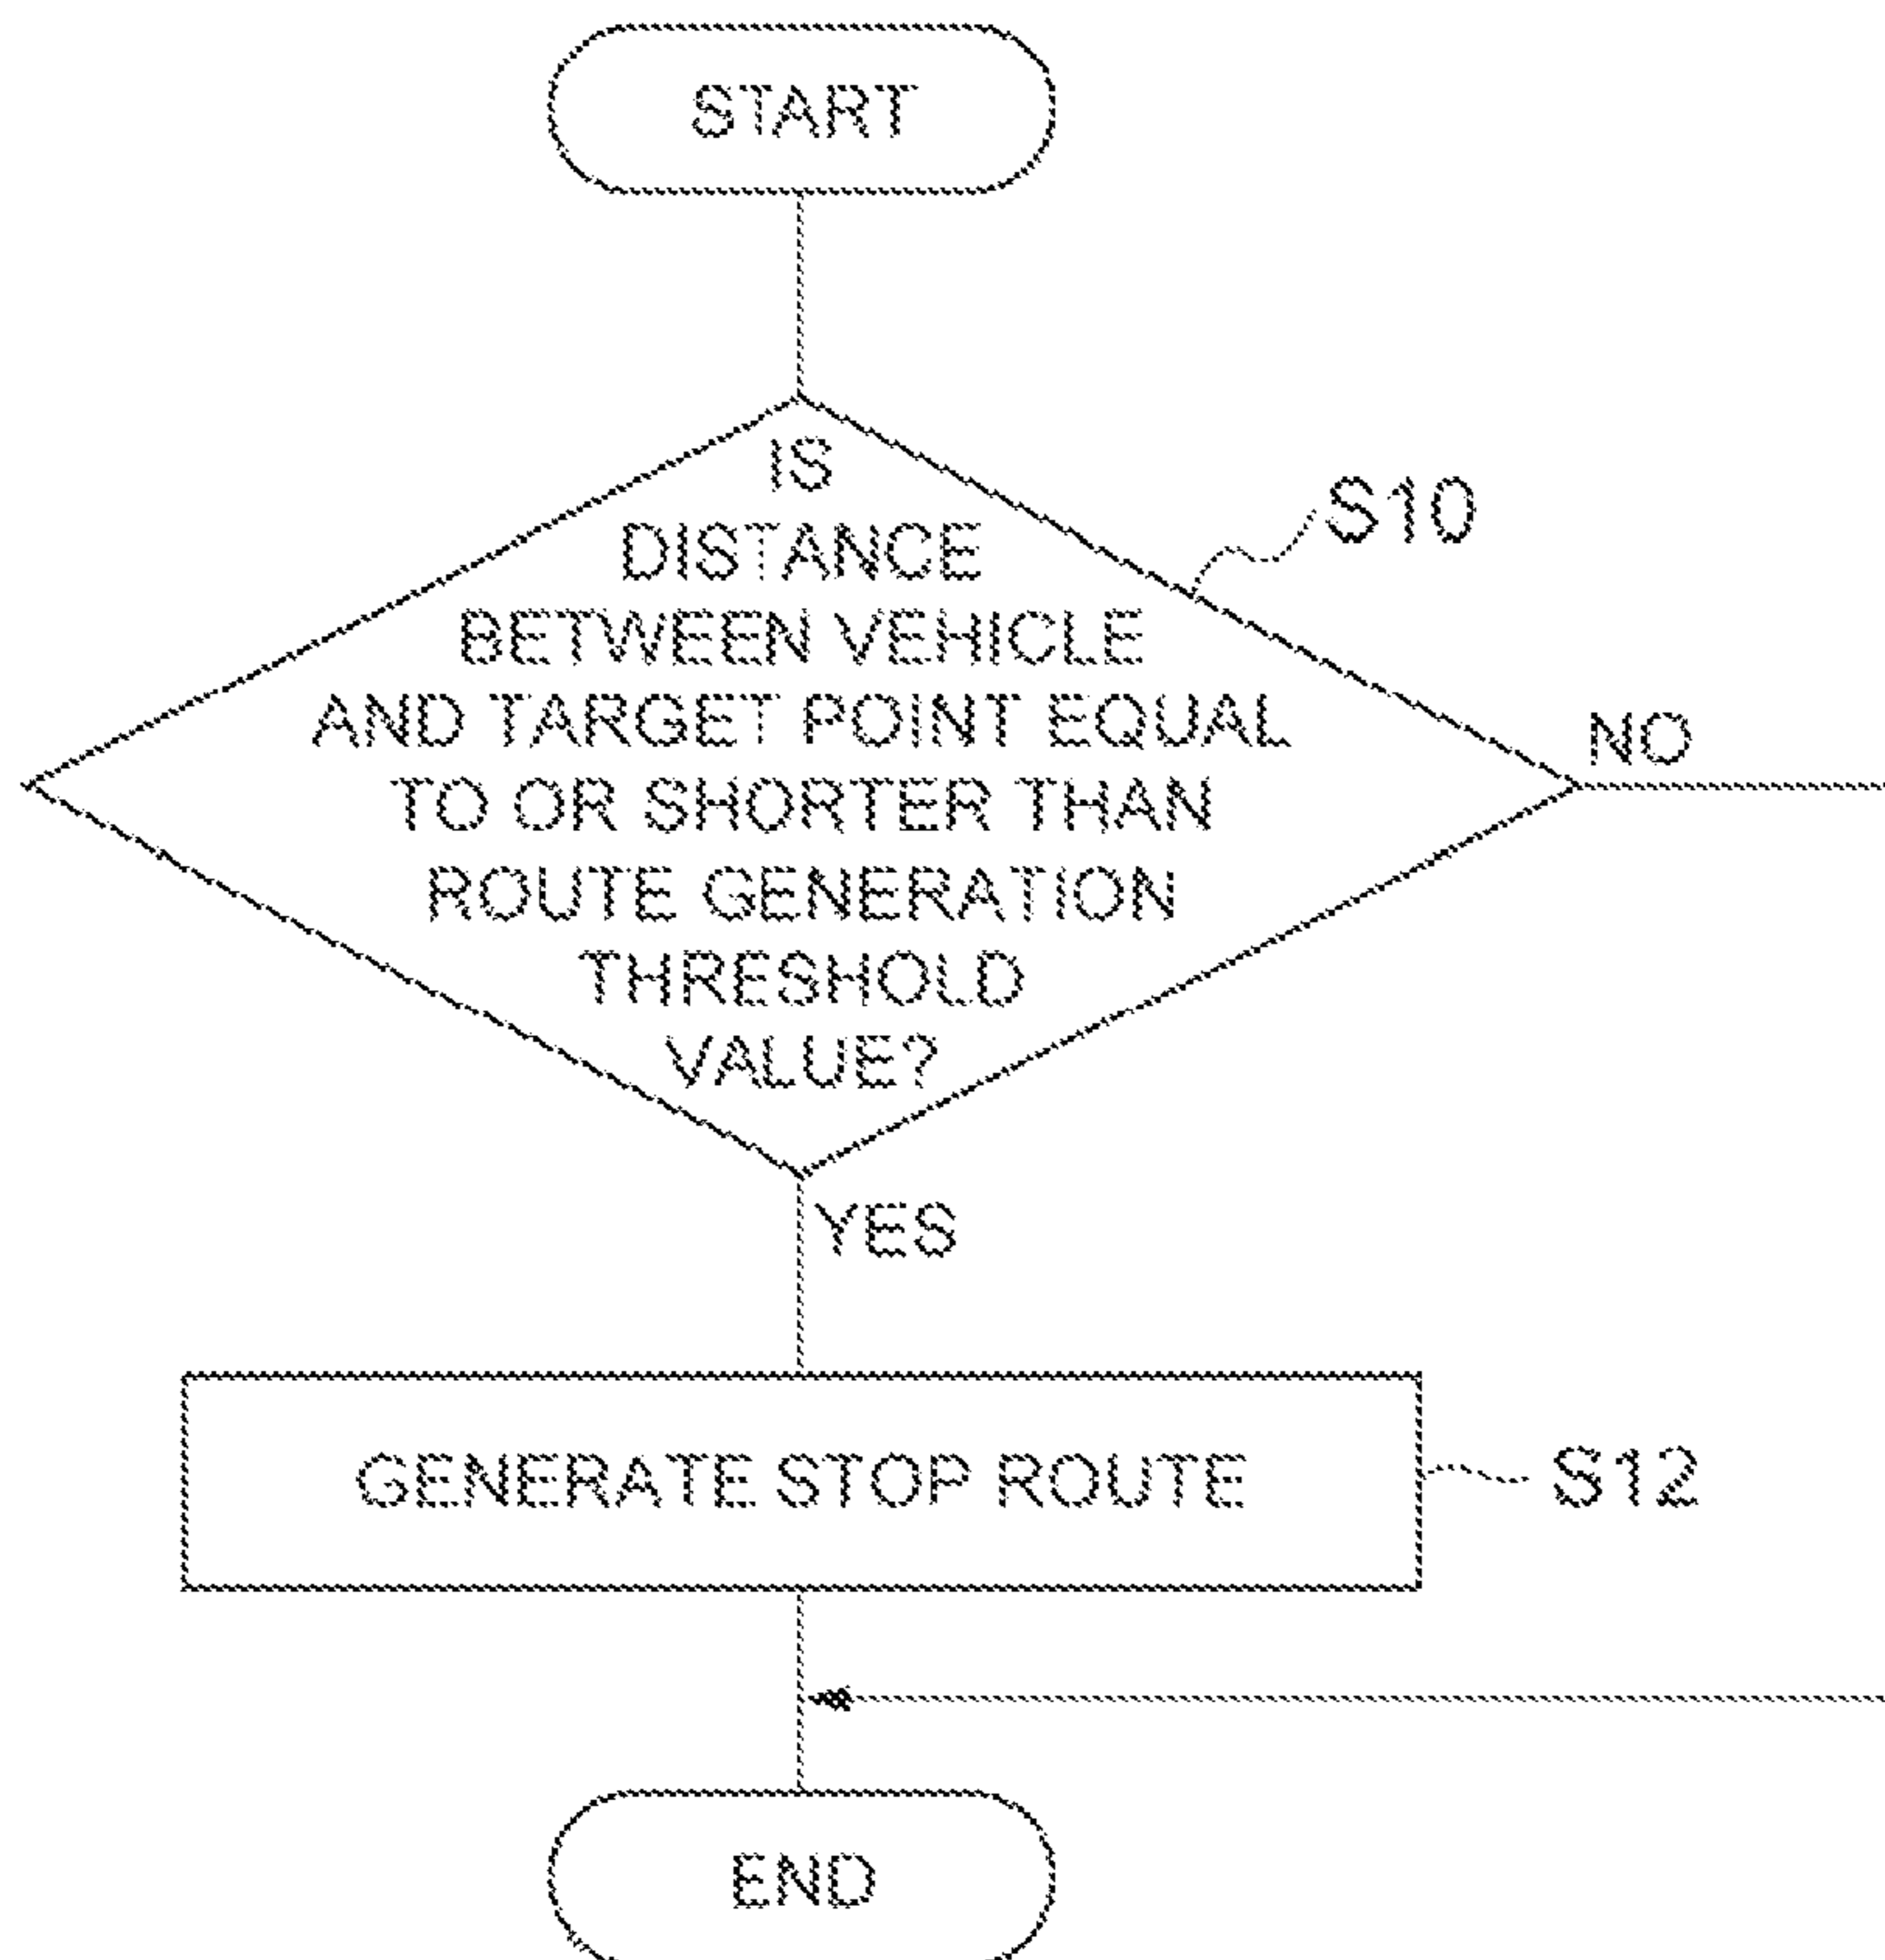 START
IS
DISTANCE
BETWEEN VEHICLE
AND TARGET POINT EQUAL
TO OR SHORTER THAN
ROUTE GENERATION
THRESHOLD
VALUE?
S10
NO
YES
GENERATE STOP ROUTE
S12
END